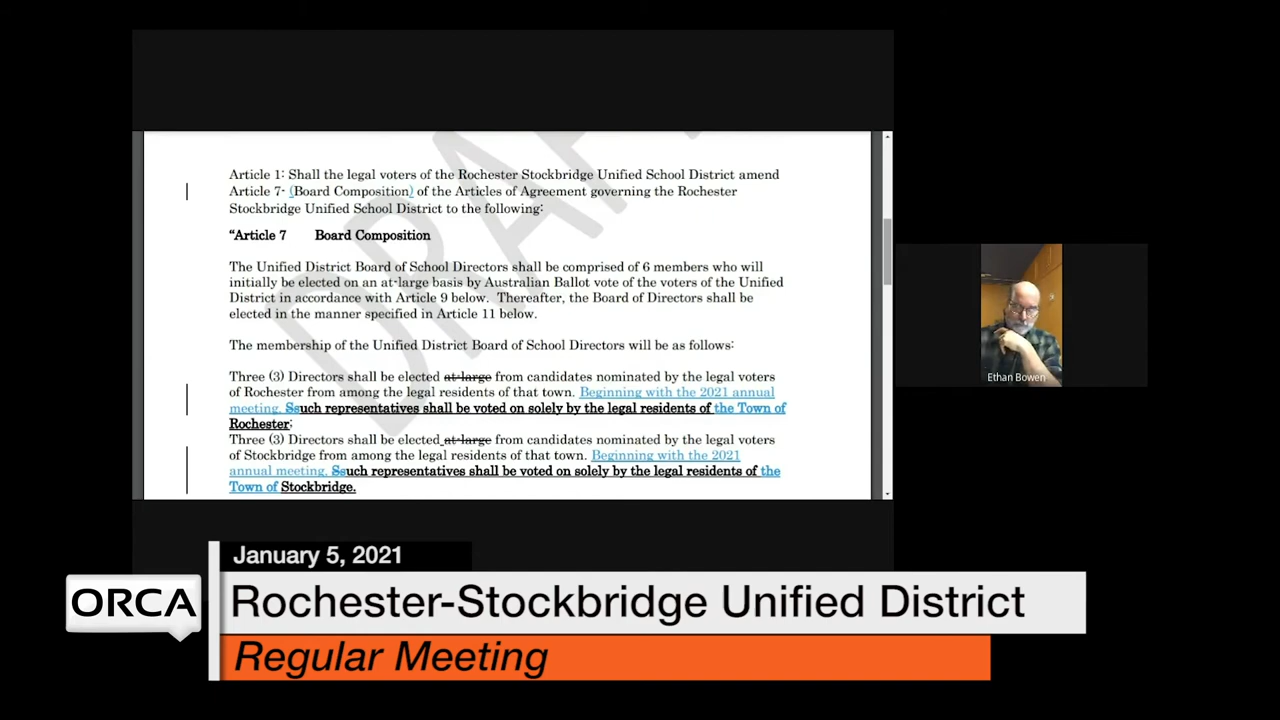 DRAFT
Article 1: Shall the legal voters of the Rochester Stockbridge Unified School District amend
Article 7- (Board Composition) of the Articles of Agreement governing the Rochester
Stockbridge Unified School District to the following:
“Article 7 Board Composition
The Unified District Board of School Directors shall be comprised of 6 members who will
initially be elected on an at-large basis by Australian Ballot vote of the voters of the Unified
District in accordance with Article 9 below. Thereafter, the Board of Directors shall be
elected in the manner specified in Article 11 below.
The membership of the Unified District Board of School Directors will be as follows:
Three (3) Directors shall be elected at-large from candidates nominated by the legal voters
of Rochester from among the legal residents of that town. Beginning with the 2021 annual
meeting, Ssuch representatives shall be voted on solely by the legal residents of the Town of
Rochester;
Three (3) Directors shall be elected at-large from candidates nominated by the legal voters
of Stockbridge from among the legal residents of that town. Beginning with the 2021
annual meeting, Ssuch representatives shall be voted on solely by the legal residents of the
Town of Stockbridge.
Ethan Bowen
January 5, 2021
ORCA
Rochester-Stockbridge Unified District
Regular Meeting